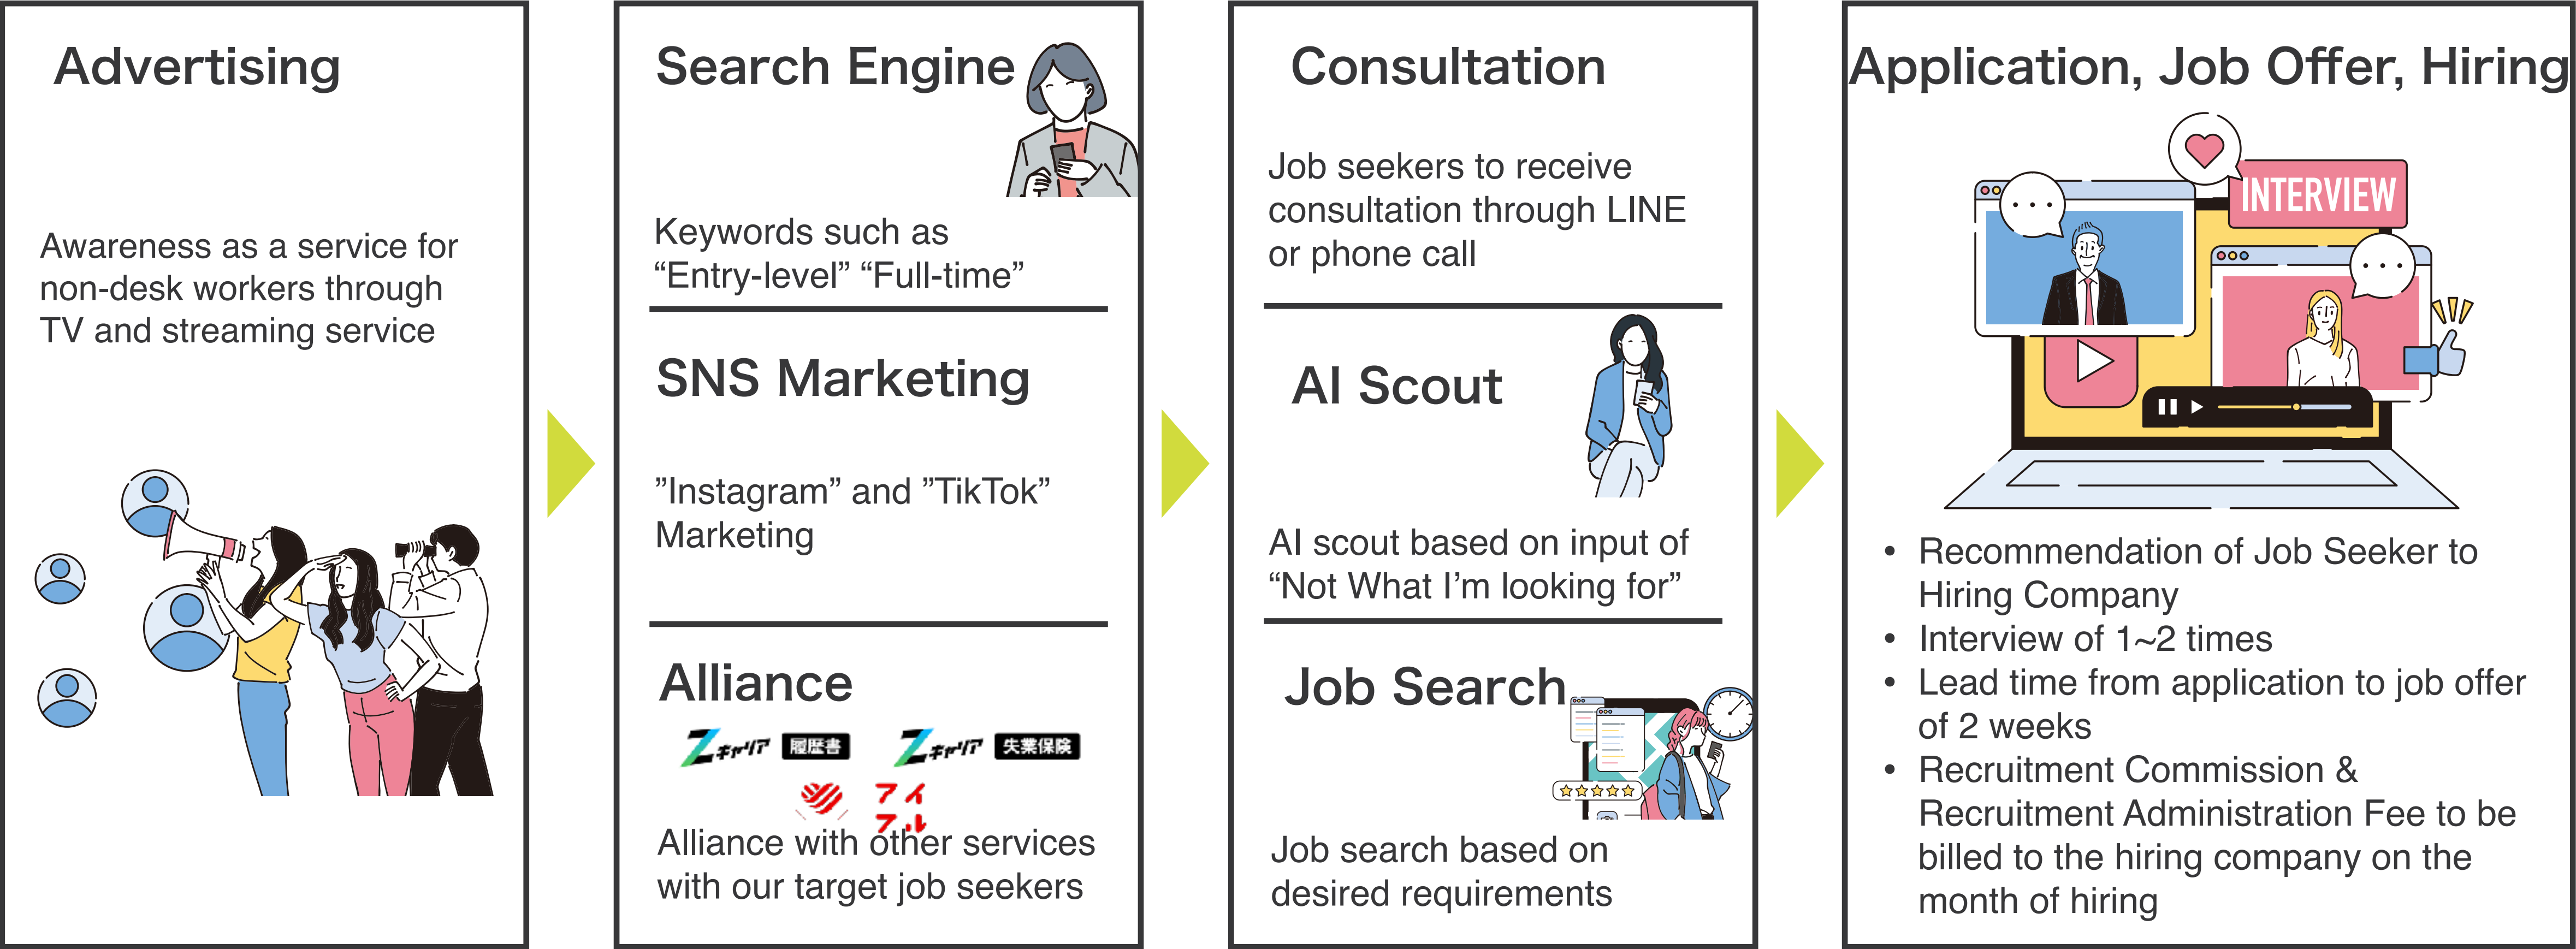 Advertising
Awareness as a service for
non-desk workers through
TV and streaming service
Search Engine
Keywords such as
“Entry-level” “Full-time”
SNS Marketing
”Instagram” and ”TikTok”
Marketing
Alliance
Zキャリア 履歴書
Zキャリア 失業保険
アイ
フル
Alliance with other services
with our target job seekers
Consultation
Job seekers to receive
consultation through LINE
or phone call
AI Scout
AI scout based on input of
“Not What I’m looking for”
Job Search
Job search based on
desired requirements
Application, Job Offer, Hiring
INTERVIEW
• Recommendation of Job Seeker to
Hiring Company
• Interview of 1~2 times
• Lead time from application to job offer
of 2 weeks
• Recruitment Commission &
Recruitment Administration Fee to be
billed to the hiring company on the
month of hiring